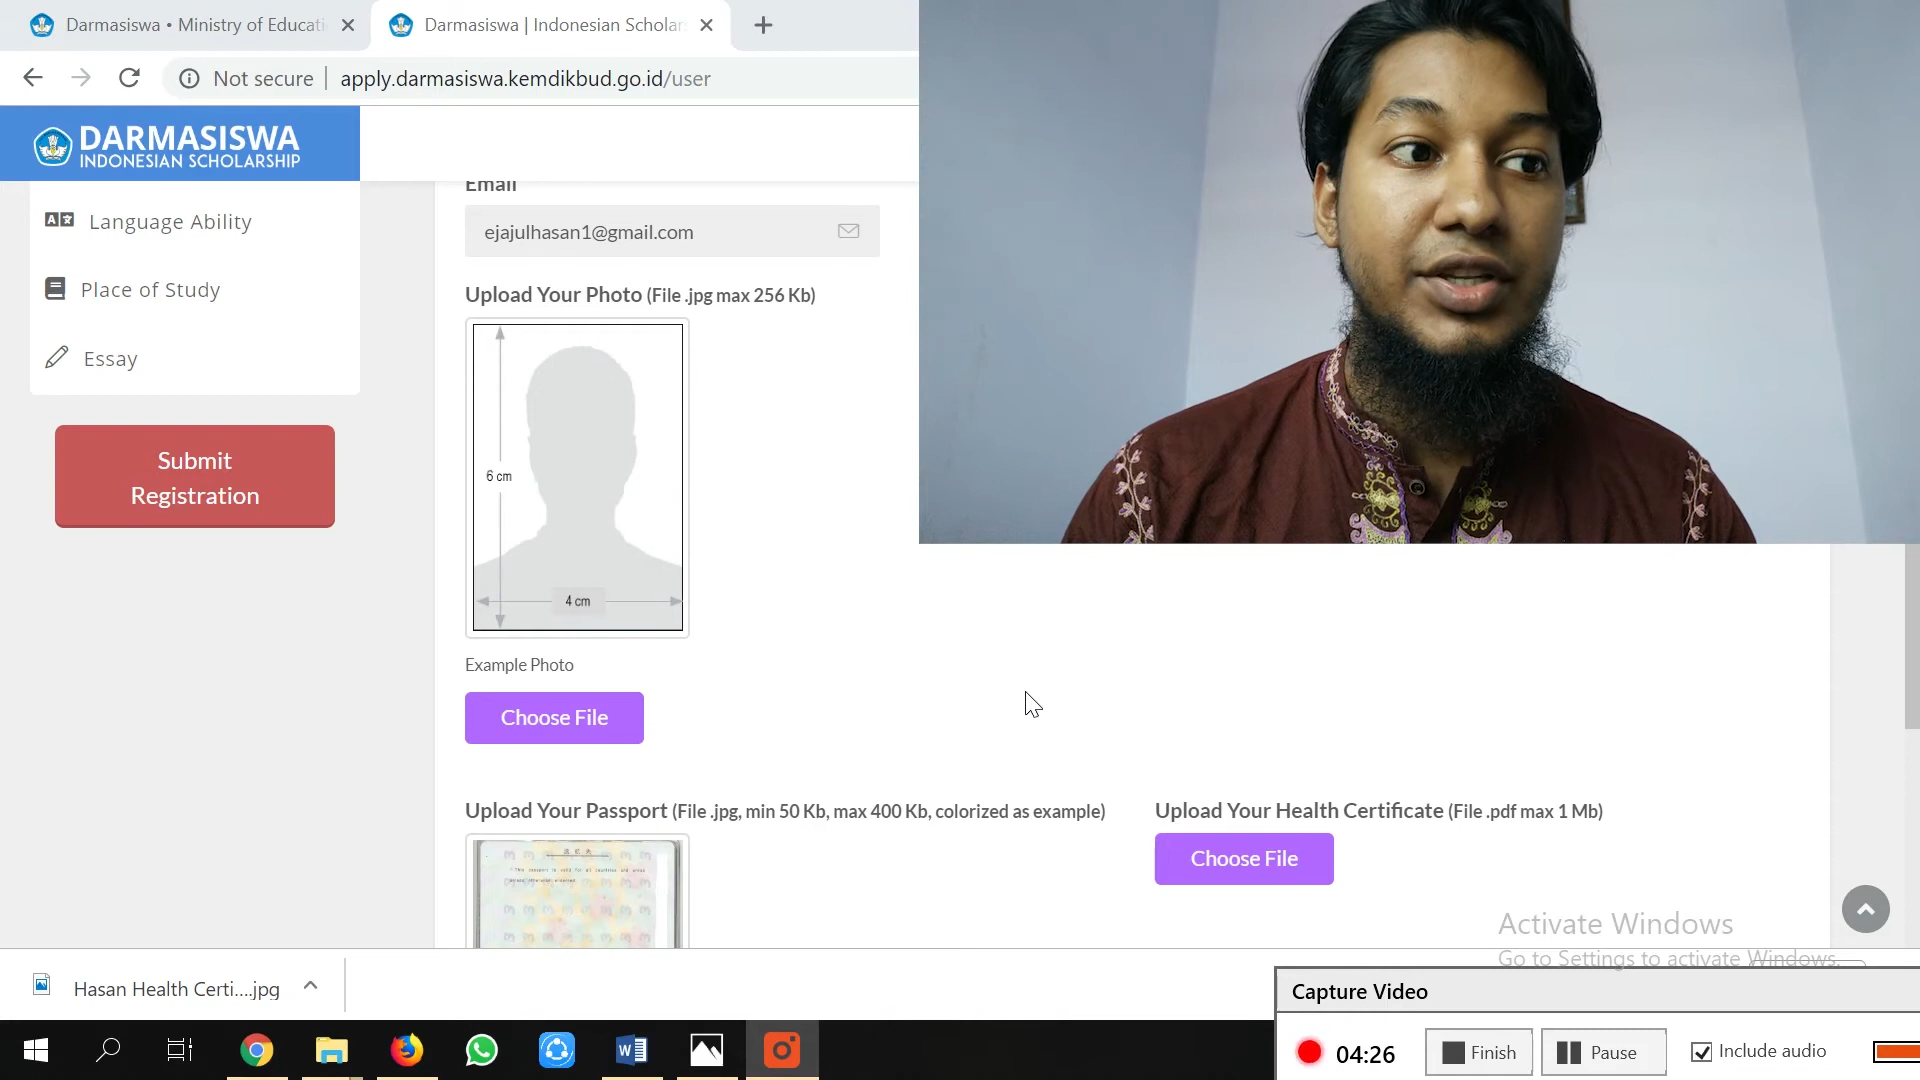 Darmasiswa • Ministry of Educati
Darmasiswa | Indonesian Scholar
Not secure | apply.darmasiswa.kemdikbud.go.id/user
DARMASISWA
INDONESIAN SCHOLARSHIP
Language Ability
Place of Study
Essay
Submit
Registration
Email
ejajulhasan1@gmail.com
Upload Your Photo (File .jpg max 256 Kb)
6 cm
4 cm
Example Photo
Choose File
Upload Your Passport (File .jpg, min 50 Kb, max 400 Kb, colorized as example)
Upload Your Health Certificate (File .pdf max 1 Mb)
Choose File
Activate Windows
Go to Settings to activate Windows.
Hasan Health Certi....jpg
Capture Video
04:26
Finish
Pause
Include audio